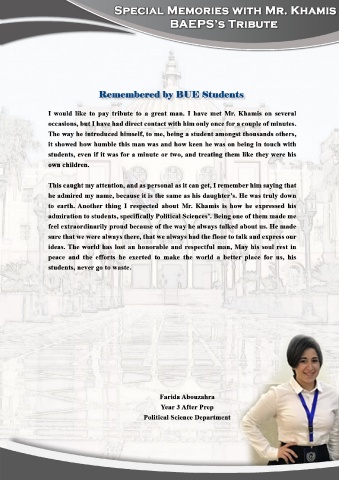 Special Memories with Mr. Khamis
BAEPS's Tribute
Remembered by BUE Students
I would like to pay tribute to a great man. I have met Mr. Khamis on several
occasions, but I have had direct contact with him only once for a couple of minutes.
The way he introduced himself, to me, being a student amongst thousands others,
it showed how humble this man was and how keen he was on being in touch with
students, even if it was for a minute or two, and treating them like they were his
own children.
This caught my attention, and as personal as it can get, I remember him saying that
he admired my name, because it is the same as his daughter's. He was truly down
to earth. Another thing I respected about Mr. Khamis is how he expressed his
admiration to students, specifically Political Sciences'. Being one of them made me
feel extraordinarily proud because of the way he always talked about us. He made
sure that we were always there, that we always had the floor to talk and express our
ideas. The world has lost an honorable and respectful man, May his soul rest in
peace and the efforts he exerted to make the world a better place for us, his
students, never go to waste.
Farida Abouzahra
Year 3 After Prep
Political Science Department